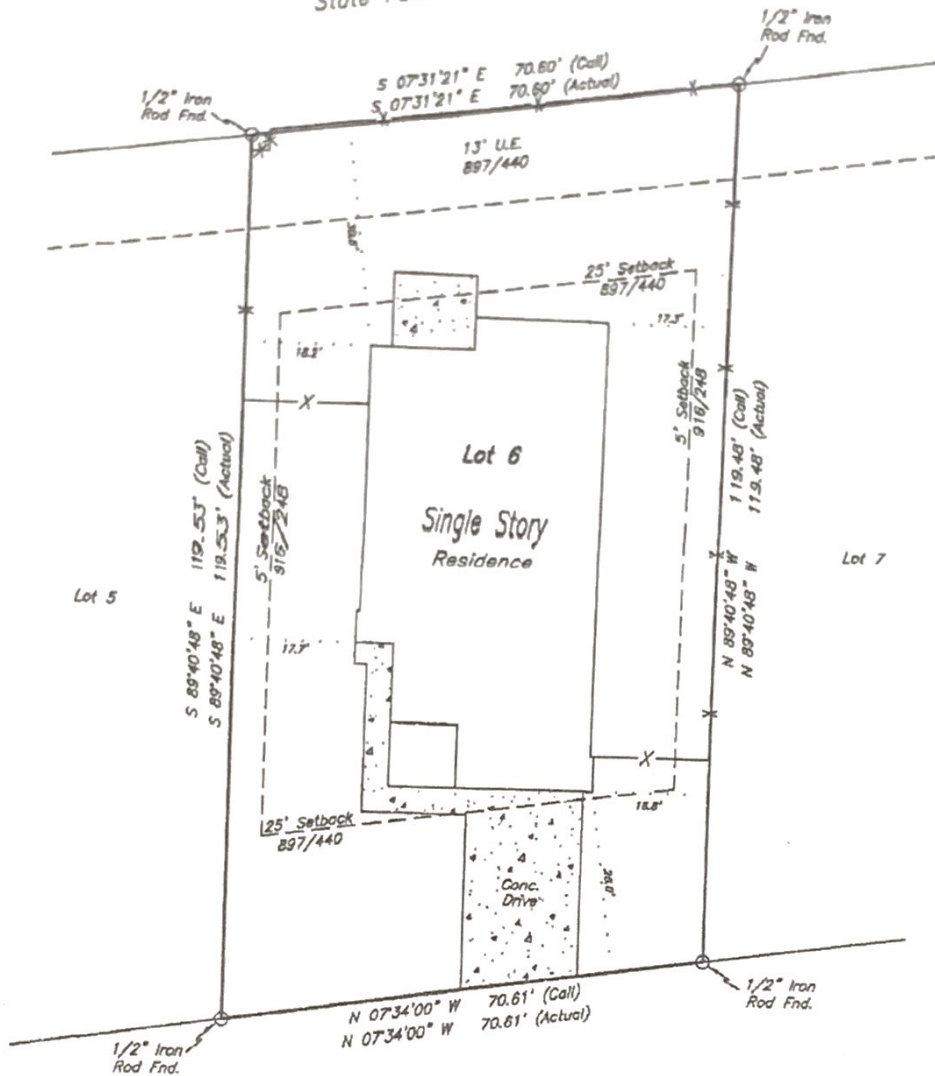 1/2" Iron
Rod Fnd.
S 07°31'21" E 70.60' (Call)
S 07°31'21" E 70.60' (Actual)
1/2" Iron
Rod Fnd.
13' U.E.
897/440
25' Setback
897/440
17.3'
18.2'
5' Setback
916/248
119.48' (Call)
119.48' (Actual)
N 89°40'48" W
N 89°40'48" W
Lot 6
Single Story
Residence
119.53' (Call)
119.53' (Actual)
S 89°40'48" E
S 89°40'48" E
5' Setback
916/248
Lot 5
Lot 7
17.7'
X
X
25' Setback
897/440
Conc.
Drive
N 07°34'00" W 70.61' (Call)
N 07°34'00" W 70.61' (Actual)
1/2" Iron
Rod Fnd.
1/2" Iron
Rod Fnd.